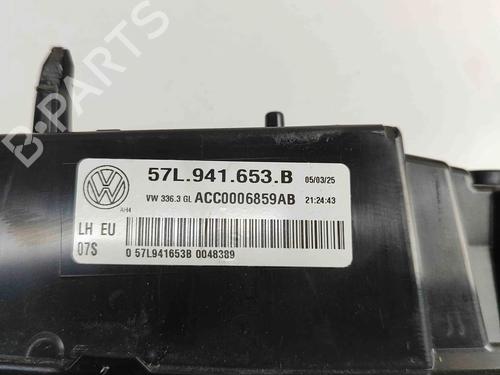 57L.941.653.B 05/03/25
VW 336.3 GL ACC0006859AB 21:24:43
AH4
LH EU
07S 0 57L941653B 0048389
B-PARTS